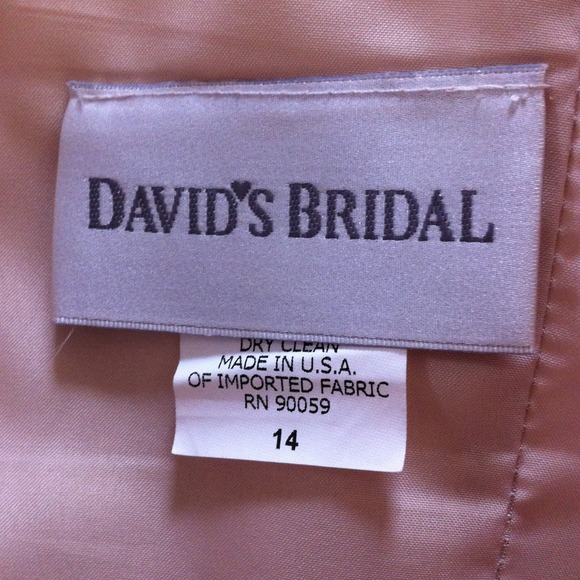 DAVID'S BRIDAL
DRY CLEAN
MADE IN U.S.A.
OF IMPORTED FABRIC
RN 90059
14